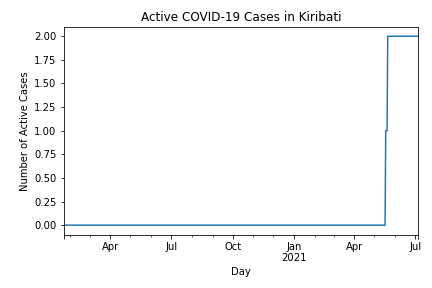 Active COVID-19 Cases in Kiribati
Number of Active Cases
2.00
1.75
1.50
1.25
1.00
0.75
0.50
0.25
0.00
Apr Jul Oct Jan Apr Jul
2021
Day